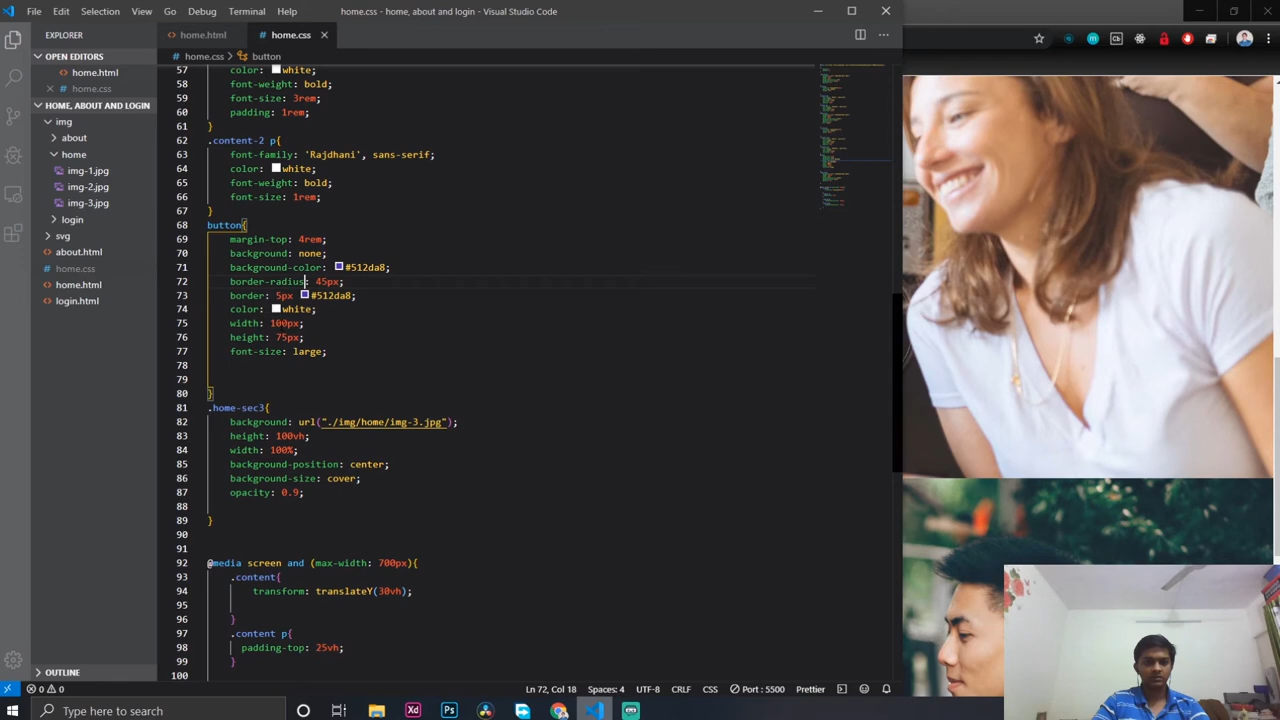 File Edit Selection View Go Debug Terminal Help home.css - home, about and login - Visual Studio Code
EXPLORER home.html home.css
OPEN EDITORS home.css > button
home.html
home.css
HOME, ABOUT AND LOGIN
img
about
home
img-1.jpg
img-2.jpg
img-3.jpg
login
svg
about.html
home.css
home.html
login.html
OUTLINE
57 color: white;
58 font-weight: bold;
59 font-size: 3rem;
60 padding: 1rem;
61 }
62 .content-2 p{
63 font-family: 'Rajdhani', sans-serif;
64 color: white;
65 font-weight: bold;
66 font-size: 1rem;
67 }
68 button{
69 margin-top: 4rem;
70 background: none;
71 background-color: #512da8;
72 border-radius: 45px;
73 border: 5px #512da8;
74 color: white;
75 width: 100px;
76 height: 75px;
77 font-size: large;
78
79
80 }
81 .home-sec3{
82 background: url("./img/home/img-3.jpg");
83 height: 100vh;
84 width: 100%;
85 background-position: center;
86 background-size: cover;
87 opacity: 0.9;
88
89 }
90
91
92 @media screen and (max-width: 700px){
93 .content{
94 transform: translateY(30vh);
95
96 }
97 .content p{
98 padding-top: 25vh;
99 }
100
0 0 Ln 72, Col 18 Spaces: 4 UTF-8 CRLF CSS Port : 5500 Prettier
Type here to search